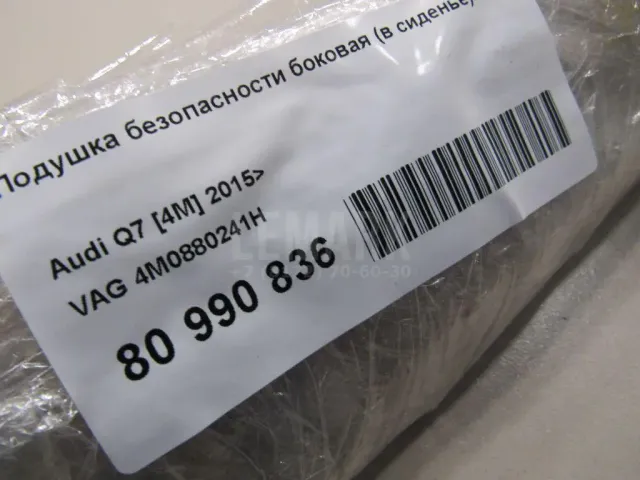 Подушка безопасности боковая (в сиденье)
Audi Q7 [4M] 2015>
VAG 4M0880241H
80 990 836